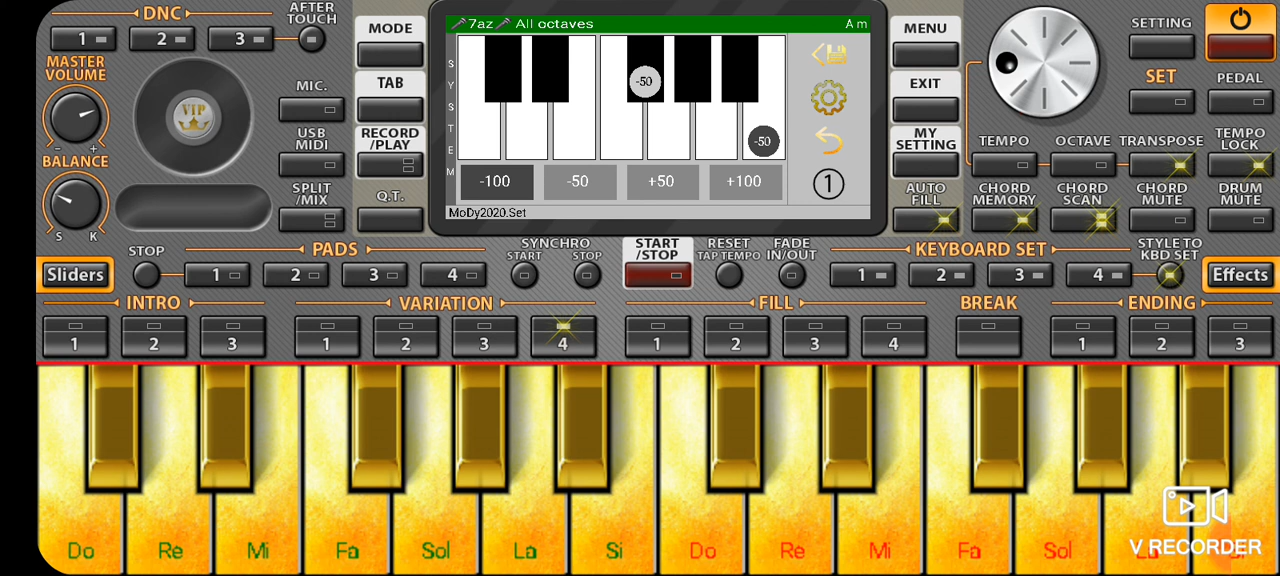 DNC
AFTER
TOUCH
1
2
3
MASTER
VOLUME
- +
BALANCE
S K
VIP
MIC.
USB
MIDI
SPLIT
/MIX
MODE
TAB
RECORD
/PLAY
Q.T.
7az All octaves
A m
SYSTEM
-50
-50
-100
-50
+50
+100
1
MoDy2020.Set
MENU
EXIT
MY
SETTING
AUTO
FILL
SETTING
SET
PEDAL
TEMPO
OCTAVE
TRANSPOSE
TEMPO
LOCK
CHORD
MEMORY
CHORD
SCAN
CHORD
MUTE
DRUM
MUTE
Sliders
STOP
PADS
1
2
3
4
SYNCHRO
START
STOP
START
/STOP
RESET
TAP TEMPO
FADE
IN/OUT
KEYBOARD SET
1
2
3
4
STYLE TO
KBD SET
Effects
INTRO
1
2
3
VARIATION
1
2
3
4
FILL
1
2
3
4
BREAK
ENDING
1
2
3
Do Re Mi Fa Sol La Si Do Re Mi Fa Sol
V RECORDER